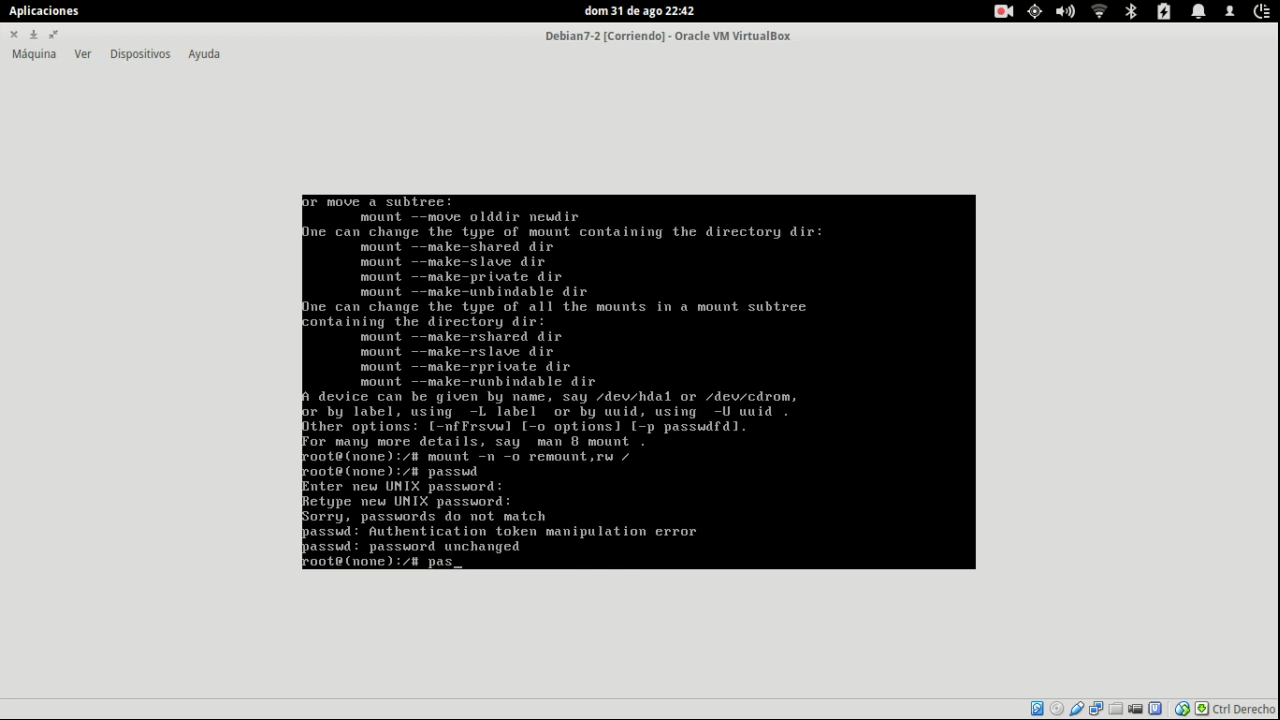 Aplicaciones
dom 31 de ago 22:42
Debian7-2 [Corriendo] - Oracle VM VirtualBox
Máquina Ver Dispositivos Ayuda
or move a subtree:
mount --move olddir newdir
One can change the type of mount containing the directory dir:
mount --make-shared dir
mount --make-slave dir
mount --make-private dir
mount --make-unbindable dir
One can change the type of all the mounts in a mount subtree
containing the directory dir:
mount --make-rshared dir
mount --make-rslave dir
mount --make-rprivate dir
mount --make-runbindable dir
A device can be given by name, say /dev/hda1 or /dev/cdrom,
or by label, using -L label or by uuid, using -U uuid .
Other options: [-nfFrsvw] [-o options] [-p passwdfd].
For many more details, say man 8 mount .
root@(none):/# mount -n -o remount,rw /
root@(none):/# passwd
Enter new UNIX password:
Retype new UNIX password:
Sorry, passwords do not match
passwd: Authentication token manipulation error
passwd: password unchanged
root@(none):/# pas_
Ctrl Derecho